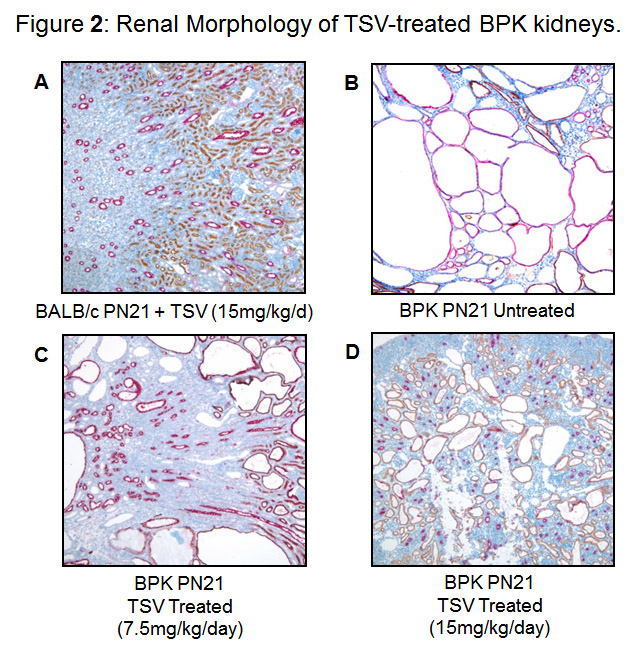 Figure 2: Renal Morphology of TSV-treated BPK kidneys.
A
B
BALB/c PN21 + TSV (15mg/kg/d)
BPK PN21 Untreated
C
D
BPK PN21
TSV Treated
(7.5mg/kg/day)
BPK PN21
TSV Treated
(15mg/kg/day)